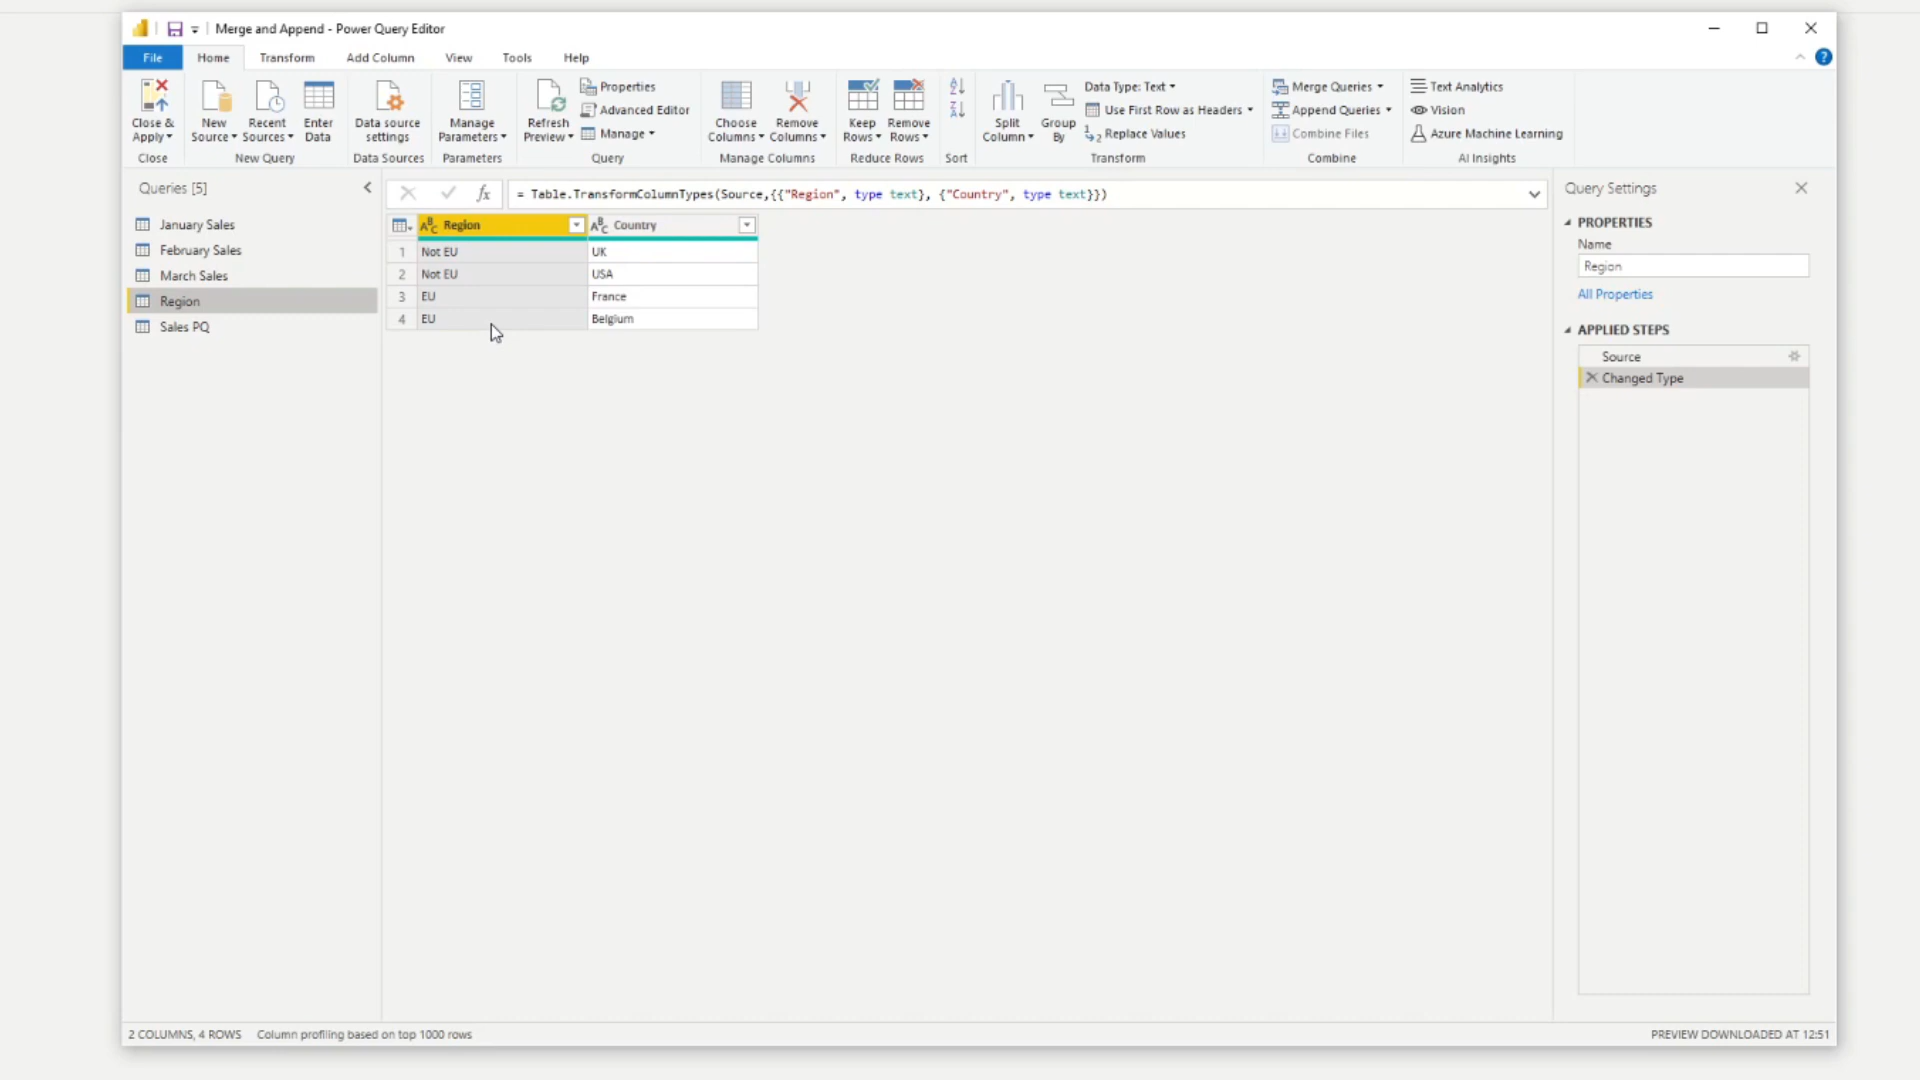 Merge and Append - Power Query Editor
File Home Transform Add Column View Tools Help
Close & Apply
Close
New Source
Recent Sources
Enter Data
New Query
Data source settings
Data Sources
Manage Parameters
Parameters
Refresh Preview
Properties
Advanced Editor
Manage
Query
Choose Columns
Remove Columns
Manage Columns
Keep Rows
Remove Rows
Reduce Rows
Sort
Split Column
Group By
Data Type: Text
Use First Row as Headers
Replace Values
Transform
Merge Queries
Append Queries
Combine Files
Combine
Text Analytics
Vision
Azure Machine Learning
AI Insights
Queries [5]
January Sales
February Sales
March Sales
Region
Sales PQ
fx = Table.TransformColumnTypes(Source,{{"Region", type text}, {"Country", type text}})
Region Country
1 Not EU UK
2 Not EU USA
3 EU France
4 EU Belgium
Query Settings
PROPERTIES
Name
Region
All Properties
APPLIED STEPS
Source
Changed Type
2 COLUMNS, 4 ROWS Column profiling based on top 1000 rows
PREVIEW DOWNLOADED AT 12:51